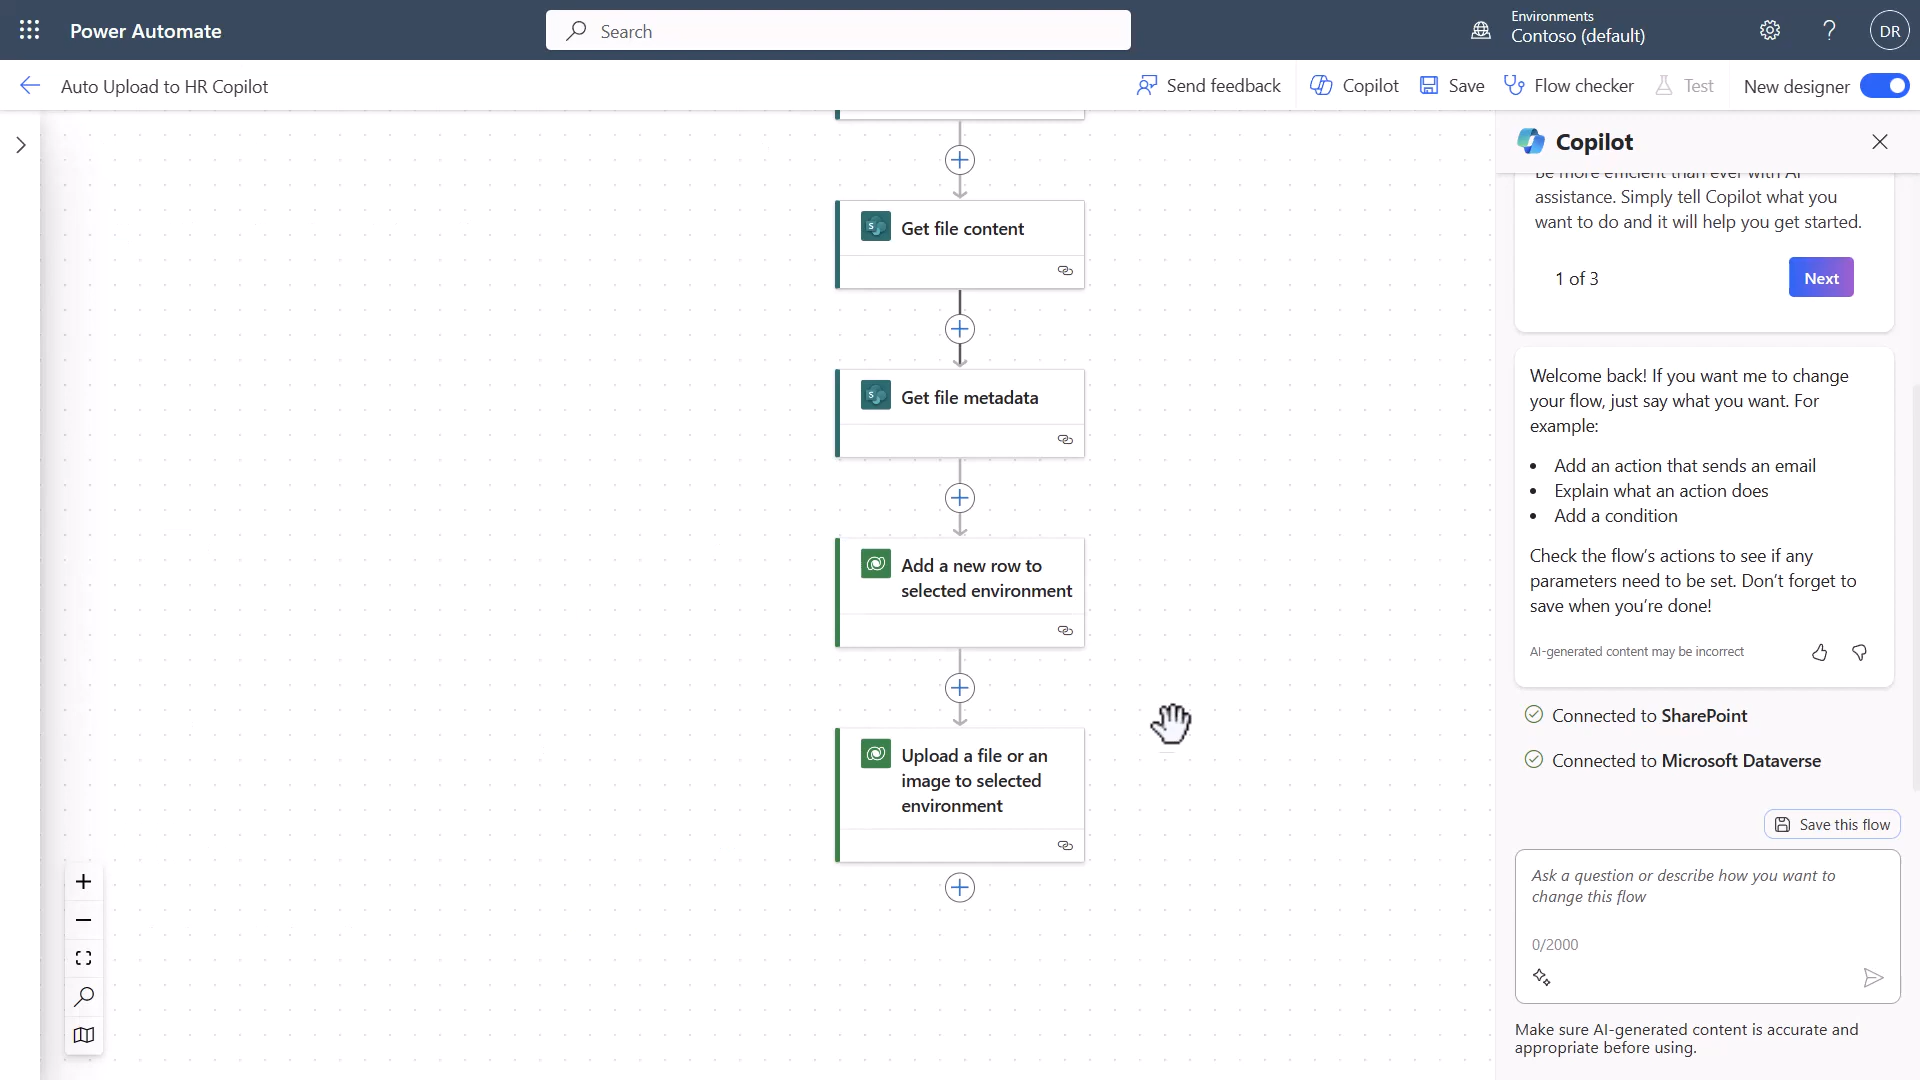 Power Automate
Search
Environments
Contoso (default)
DR
Auto Upload to HR Copilot
Send feedback
Copilot
Save
Flow checker
Test
New designer
Get file content
Get file metadata
Add a new row to
selected environment
Upload a file or an
image to selected
environment
Copilot
Be more efficient than ever with AI
assistance. Simply tell Copilot what you
want to do and it will help you get started.
1 of 3
Next
Welcome back! If you want me to change
your flow, just say what you want. For
example:
• Add an action that sends an email
• Explain what an action does
• Add a condition
Check the flow’s actions to see if any
parameters need to be set. Don’t forget to
save when you’re done!
AI-generated content may be incorrect
Connected to SharePoint
Connected to Microsoft Dataverse
Save this flow
Ask a question or describe how you want to
change this flow
0/2000
Make sure AI-generated content is accurate and
appropriate before using.